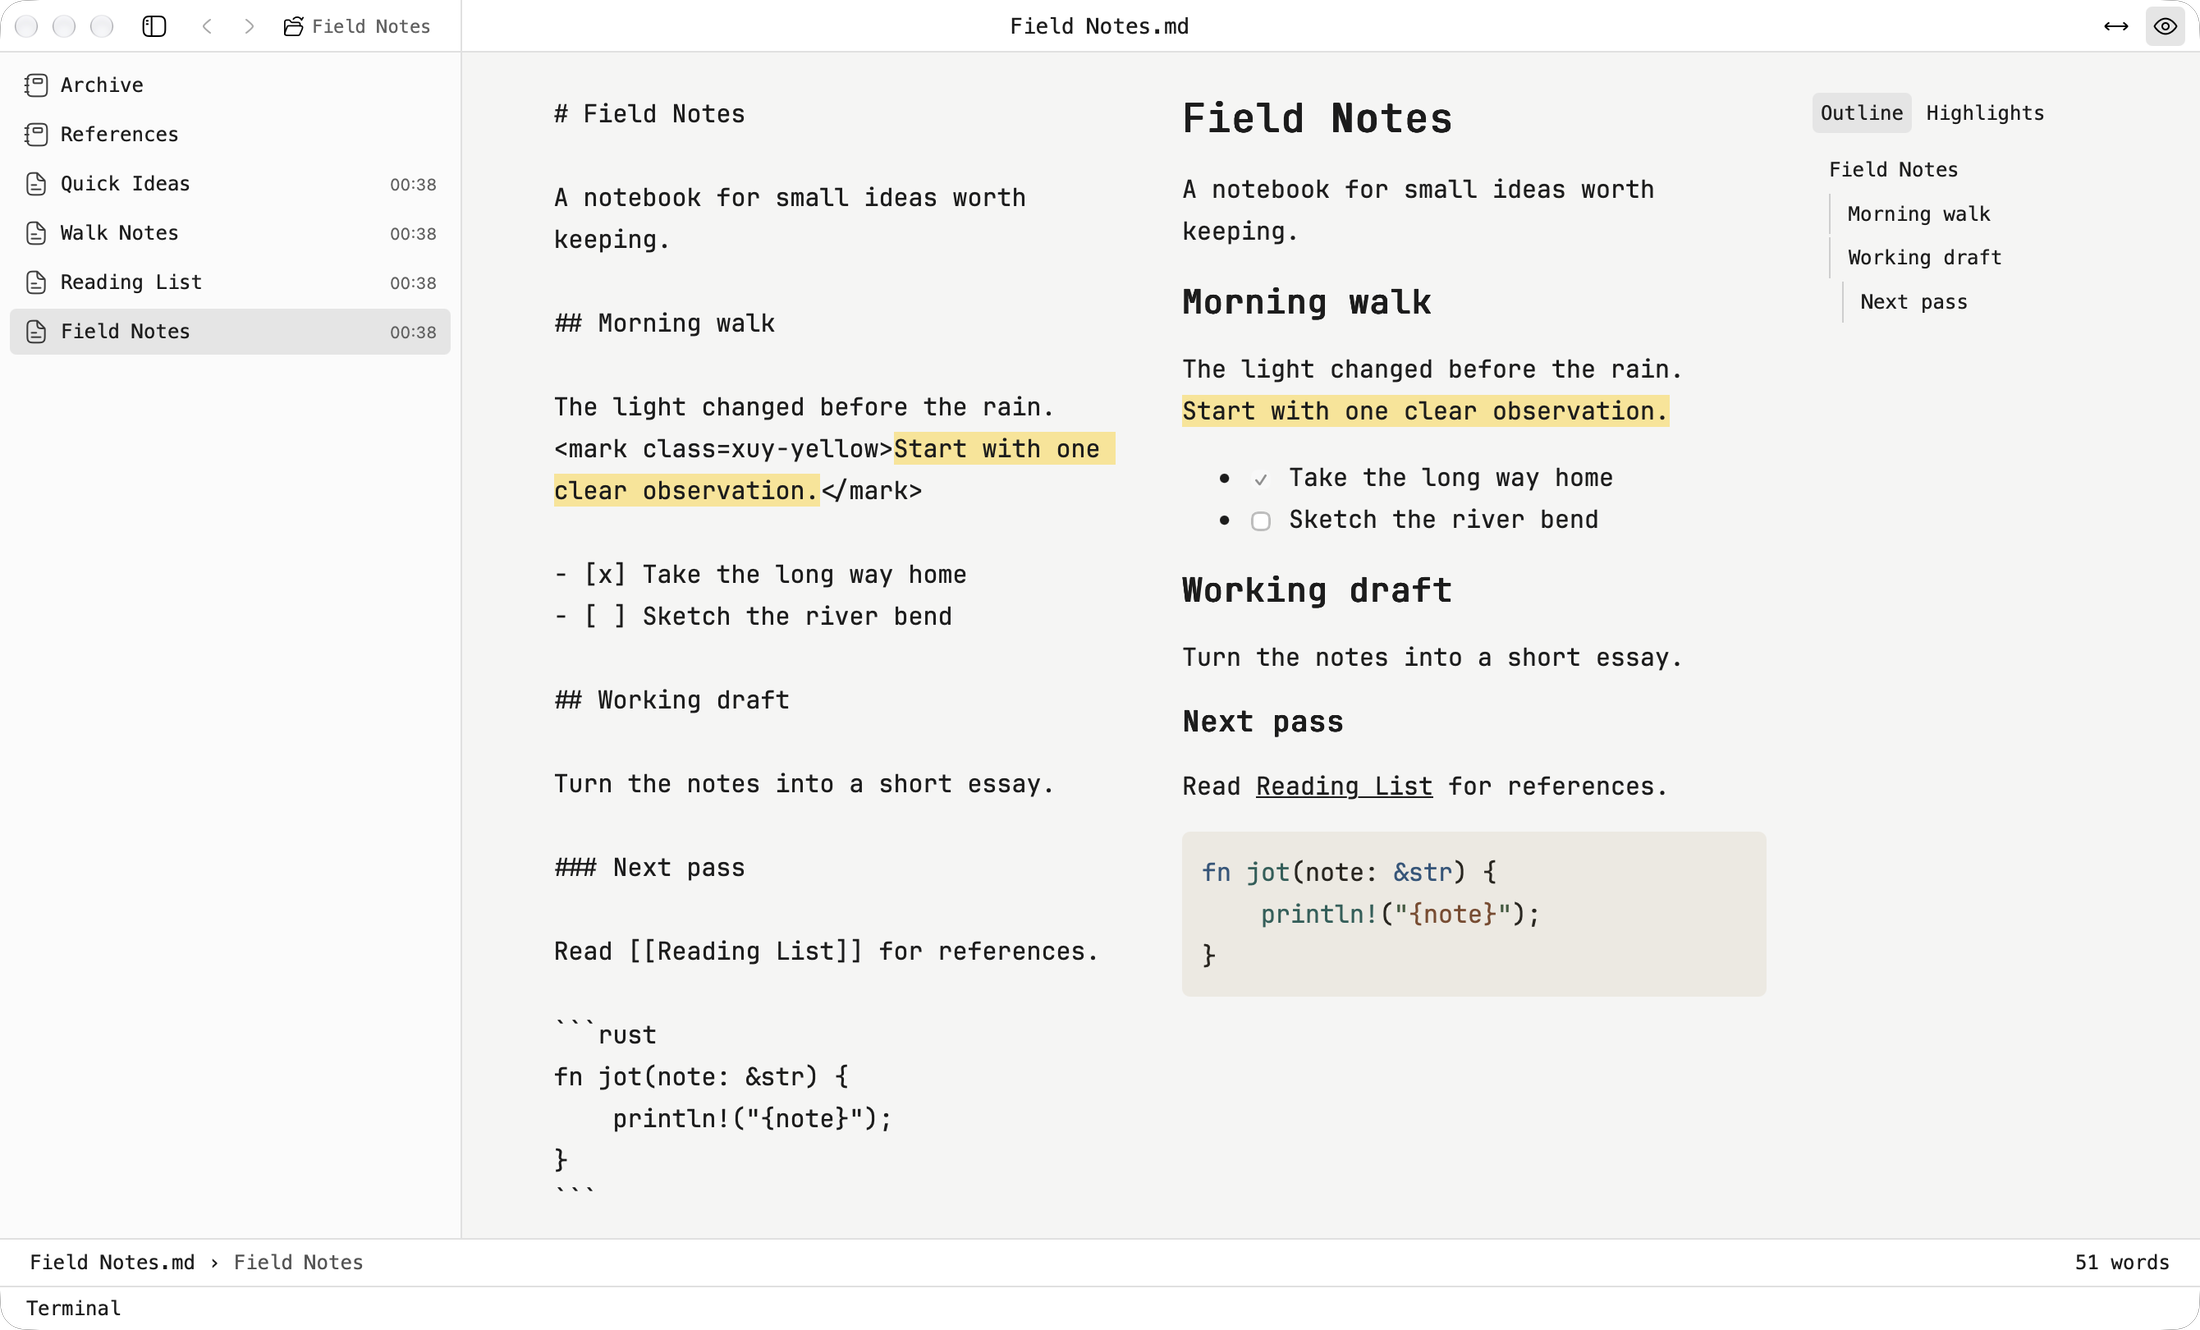 Field Notes
Field Notes.md
Archive
References
Quick Ideas 00:38
Walk Notes 00:38
Reading List 00:38
Field Notes 00:38
# Field Notes
A notebook for small ideas worth
keeping.
## Morning walk
The light changed before the rain.
<mark class=xuy-yellow>Start with one
clear observation.</mark>
- [x] Take the long way home
- [ ] Sketch the river bend
## Working draft
Turn the notes into a short essay.
### Next pass
Read [[Reading List]] for references.
```rust
fn jot(note: &str) {
    println!("{note}");
}
```
Field Notes
A notebook for small ideas worth
keeping.
Morning walk
The light changed before the rain.
Start with one clear observation.
• Take the long way home
• Sketch the river bend
Working draft
Turn the notes into a short essay.
Next pass
Read Reading List for references.
fn jot(note: &str) {
    println!("{note}");
}
Outline Highlights
Field Notes
Morning walk
Working draft
Next pass
Field Notes.md › Field Notes
51 words
Terminal